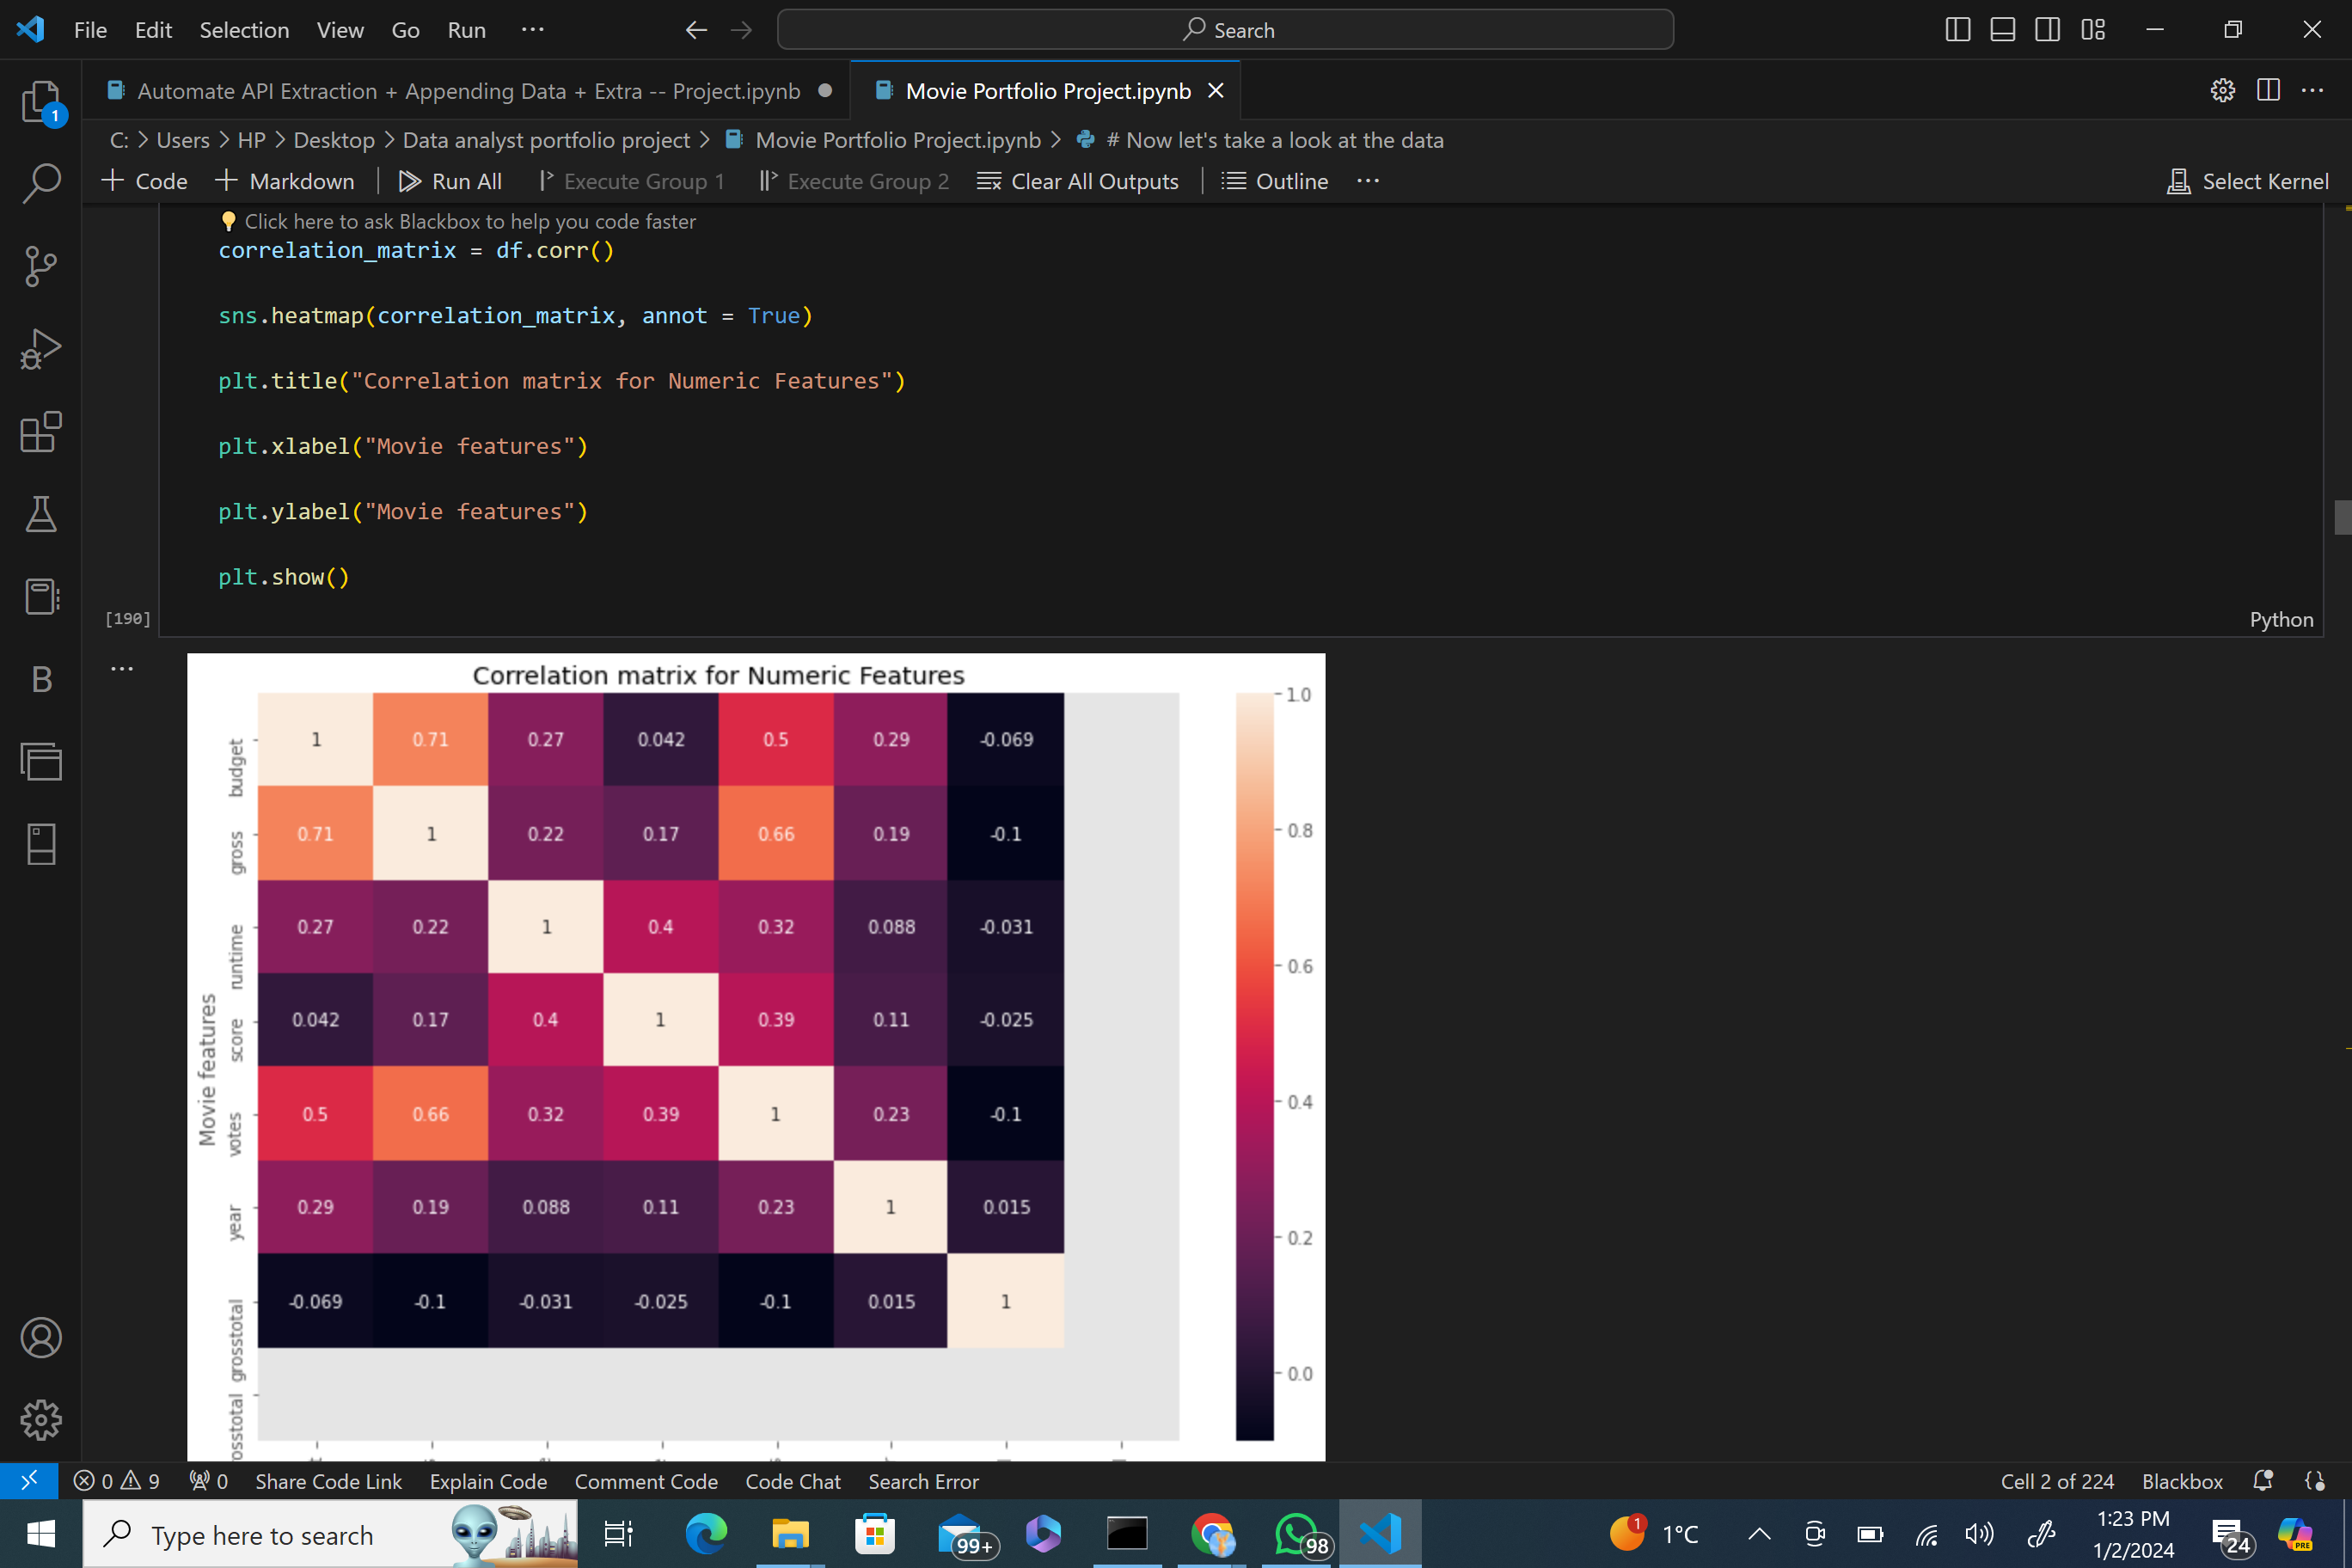 File Edit Selection View Go Run ···
Search
Automate API Extraction + Appending Data + Extra -- Project.ipynb
Movie Portfolio Project.ipynb
1
C: > Users > HP > Desktop > Data analyst portfolio project > Movie Portfolio Project.ipynb > # Now let's take a look at the data
+ Code + Markdown | Run All Execute Group 1 Execute Group 2 Clear All Outputs | Outline ··· Select Kernel
Click here to ask Blackbox to help you code faster
correlation_matrix = df.corr()
sns.heatmap(correlation_matrix, annot = True)
plt.title("Correlation matrix for Numeric Features")
plt.xlabel("Movie features")
plt.ylabel("Movie features")
plt.show()
[190]
Python
B
···
Correlation matrix for Numeric Features
Movie features
budget 1 0.71 0.27 0.042 0.5 0.29 -0.069
gross 0.71 1 0.22 0.17 0.66 0.19 -0.1
runtime 0.27 0.22 1 0.4 0.32 0.088 -0.031
score 0.042 0.17 0.4 1 0.39 0.11 -0.025
votes 0.5 0.66 0.32 0.39 1 0.23 -0.1
year 0.29 0.19 0.088 0.11 0.23 1 0.015
grosstotal -0.069 -0.1 -0.031 -0.025 -0.1 0.015 1
osstotal
1.0
0.8
0.6
0.4
0.2
0.0
0 9 0 Share Code Link Explain Code Comment Code Code Chat Search Error
Cell 2 of 224 Blackbox
Type here to search
99+
98
1
1°C
1:23 PM
1/2/2024
24
PRE